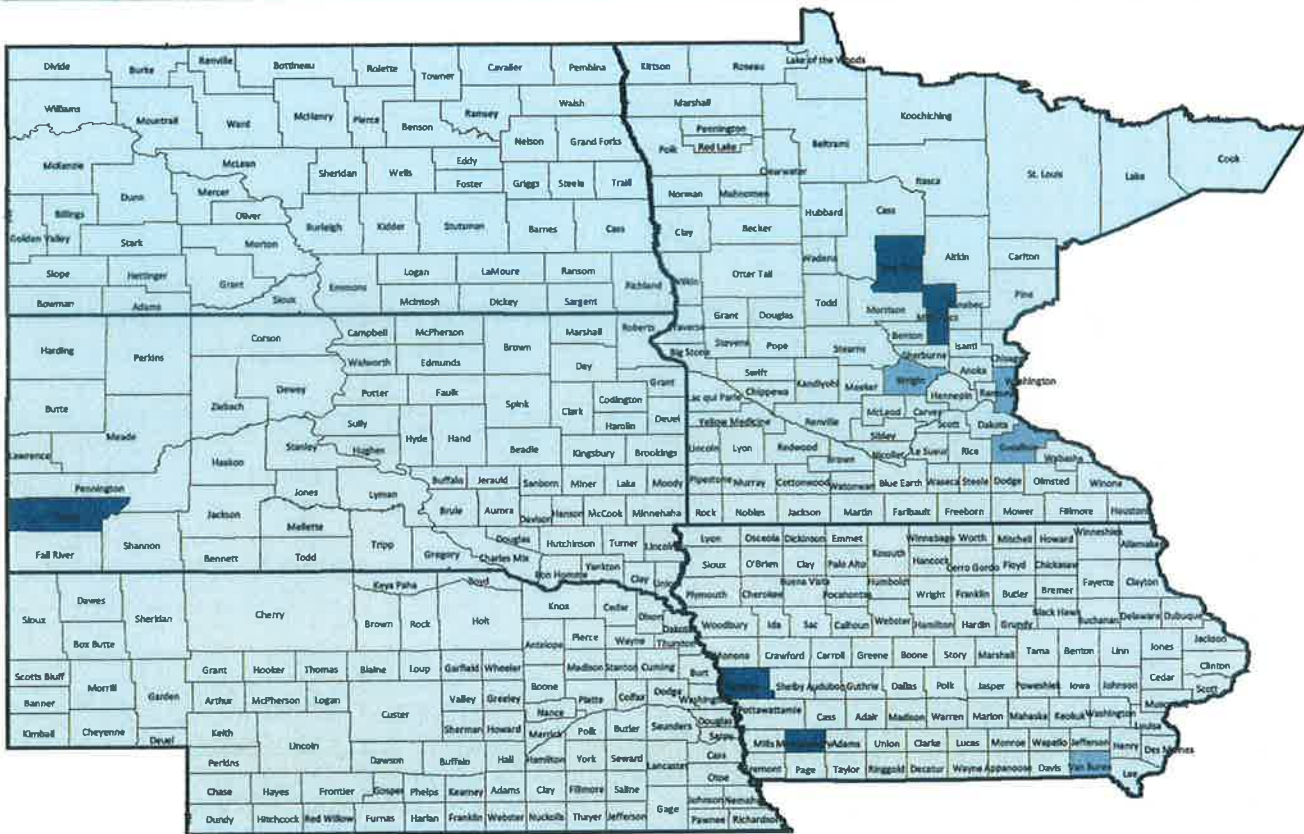 Divide Burke Renville Bottineau Rolette Towner Cavalier Pembina Kittson Roseau Lake of the Woods
Williams Mountrail Ward McHenry Pierce Benson Ramsey Walsh Marshall Koochiching
Nelson Grand Forks Polk Pennington Red Lake Beltrami Clearwater
McKenzie McLean Sheridan Wells Eddy Foster Griggs Steele Traill Norman Mahnomen Itasca St. Louis Lake Cook
Dunn Mercer Oliver Billings Golden Valley Stark Morton Burleigh Kidder Stutsman Barnes Cass Clay Becker Hubbard Cass
Slope Hettinger Grant Sioux Emmons Logan LaMoure Ransom Richland Wilkin Otter Tail Wadena Aitkin Carlton
Bowman Adams McIntosh Dickey Sargent Grant Douglas Todd Morrison Pine
Harding Perkins Corson Campbell McPherson Brown Marshall Roberts Traverse Stevens Pope Stearns Benton Isanti
Walworth Edmunds Day Big Stone Swift Sherburne Anoka Chisago
Butte Meade Ziebach Dewey Potter Faulk Spink Clark Codington Grant Lac qui Parle Chippewa Kandiyohi Meeker Wright Hennepin Ramsey Washington
Sully Hyde Hand Hamlin Deuel Yellow Medicine Renville McLeod Carver Scott Dakota
Lawrence Haakon Stanley Hughes Beadle Kingsbury Brookings Lincoln Lyon Redwood Brown Sibley Nicollet Le Sueur Rice Goodhue Wabasha
Pennington Jackson Jones Lyman Buffalo Jerauld Sanborn Miner Lake Moody Pipestone Murray Cottonwood Watonwan Blue Earth Waseca Steele Dodge Olmsted Winona
Mellette Brule Aurora Davison Hanson McCook Minnehaha Rock Nobles Jackson Martin Faribault Freeborn Mower Fillmore Houston
Fall River Shannon Bennett Todd Tripp Gregory Charles Mix Douglas Hutchinson Turner Lincoln Bon Homme Yankton Clay Union
Lyon Osceola Dickinson Emmet Winnebago Worth Mitchell Howard Winneshiek Allamakee
Sioux O'Brien Clay Palo Alto Kossuth Hancock Cerro Gordo Floyd Chickasaw
Plymouth Cherokee Buena Vista Pocahontas Humboldt Wright Franklin Butler Bremer Fayette Clayton
Woodbury Ida Sac Calhoun Webster Hamilton Hardin Grundy Black Hawk Buchanan Delaware Dubuque
Sioux Dawes Box Butte Sheridan Cherry Keya Paha Boyd Brown Rock Holt Knox Cedar Dixon Dakota
Antelope Pierce Wayne Thurston Monona Crawford Carroll Greene Boone Story Marshall Tama Benton Linn Jones Jackson
Scotts Bluff Morrill Garden Grant Hooker Thomas Blaine Loup Garfield Wheeler Madison Stanton Cuming Burt Clinton
Banner Arthur McPherson Logan Custer Valley Greeley Boone Nance Platte Colfax Dodge Washington Shelby Audubon Guthrie Dallas Polk Jasper Poweshiek Iowa Johnson Cedar Scott
Kimball Cheyenne Deuel Keith Lincoln Sherman Howard Merrick Polk Butler Saunders Douglas Sarpy Pottawattamie Cass Adair Madison Warren Marion Mahaska Keokuk Washington Louisa
Perkins Dawson Buffalo Hall Hamilton York Seward Lancaster Cass Otoe Mills Adams Union Clarke Lucas Monroe Wapello Jefferson Henry Des Moines
Chase Hayes Frontier Gosper Phelps Kearney Adams Clay Fillmore Saline Gage Johnson Nemaha Page Taylor Ringgold Decatur Wayne Appanoose Davis Van Buren Lee
Dundy Hitchcock Red Willow Furnas Harlan Franklin Webster Nuckolls Thayer Jefferson Pawnee Richardson